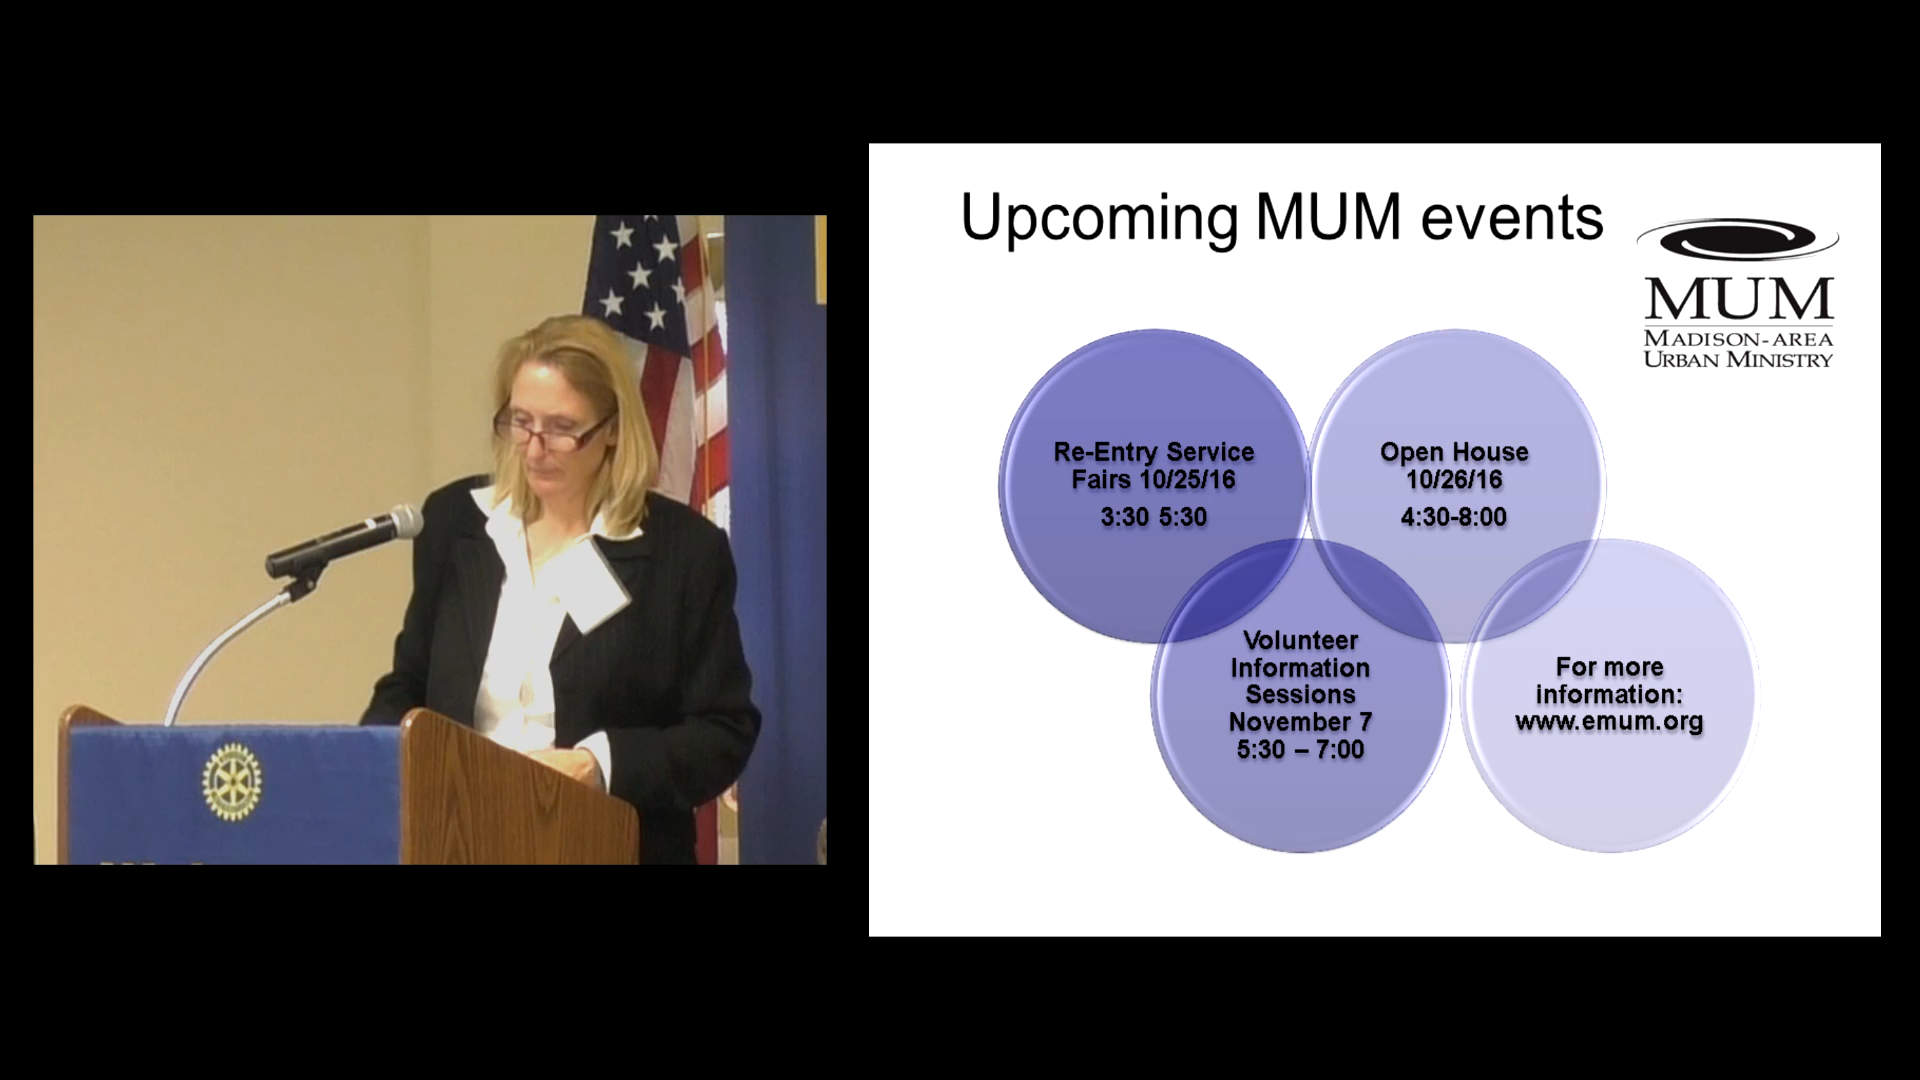 Upcoming MUM events
MUM
MADISON-AREA
URBAN MINISTRY
Re-Entry Service
Fairs 10/25/16
3:30 5:30
Open House
10/26/16
4:30-8:00
Volunteer
Information
Sessions
November 7
5:30 – 7:00
For more
information:
www.emum.org